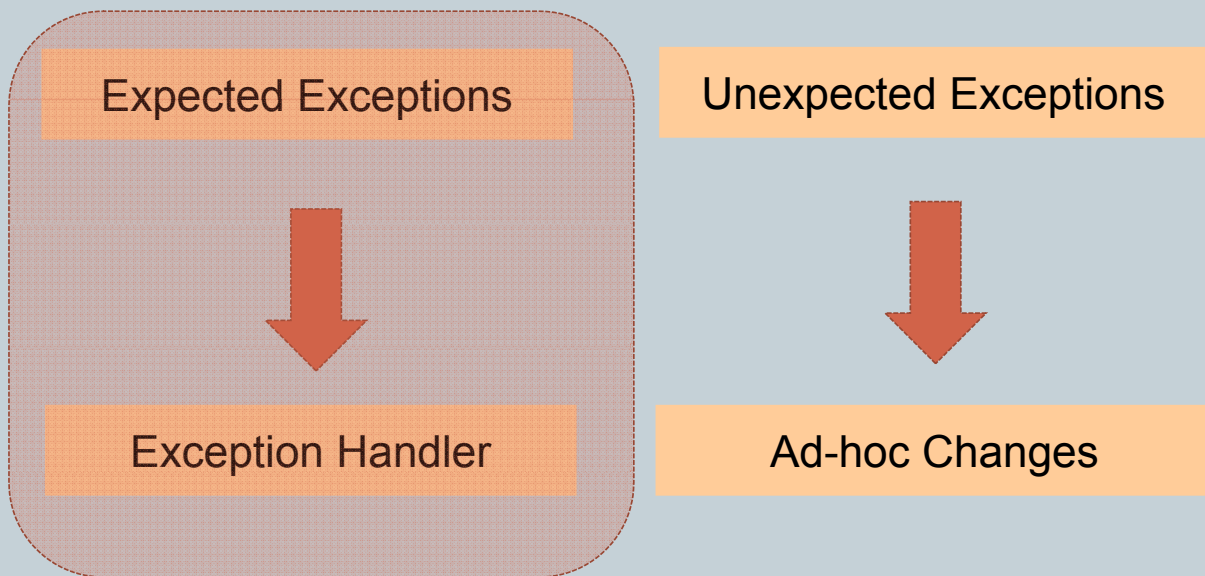 Expected Exceptions
Unexpected Exceptions
Exception Handler
Ad-hoc Changes